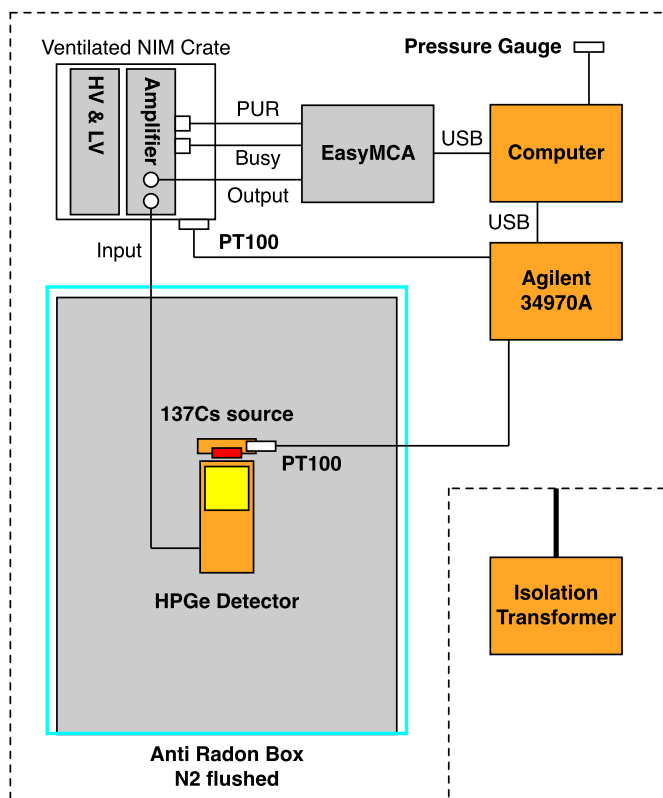 Ventilated NIM Crate
Pressure Gauge
HV & LV
Amplifier
PUR
Busy
Output
EasyMCA
USB
Computer
USB
Input
PT100
Agilent
34970A
137Cs source
PT100
HPGe Detector
Isolation
Transformer
Anti Radon Box
N2 flushed